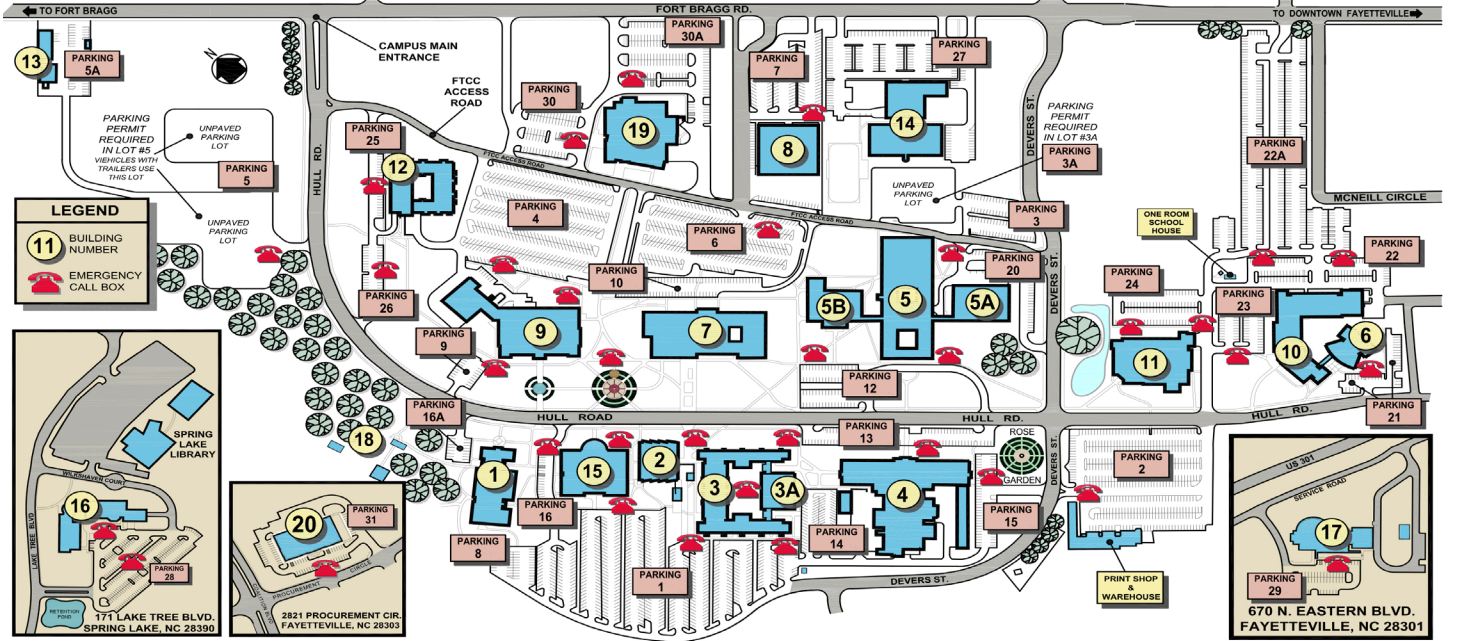 TO FORT BRAGG
FORT BRAGG RD.
TO DOWNTOWN FAYETTEVILLE
13
PARKING
5A
N
CAMPUS MAIN
ENTRANCE
FTCC
ACCESS
ROAD
PARKING
30A
PARKING
30
PARKING
7
PARKING
27
PARKING
PERMIT
REQUIRED
IN LOT #5
VIEHICLES WITH
TRAILERS USE
THIS LOT
UNPAVED
PARKING
LOT
PARKING
5
UNPAVED
PARKING
LOT
HULL RD.
PARKING
25
12
19
8
14
DEVERS ST.
PARKING
PERMIT
REQUIRED
IN LOT #3A
PARKING
3A
UNPAVED
PARKING
LOT
PARKING
22A
MCNEILL CIRCLE
FTCC ACCESS ROAD
FTCC ACCESS ROAD
PARKING
4
PARKING
6
PARKING
3
PARKING
20
ONE ROOM
SCHOOL
HOUSE
LEGEND
11
BUILDING
NUMBER
EMERGENCY
CALL BOX
PARKING
26
PARKING
10
PARKING
24
PARKING
23
PARKING
22
DEVERS ST.
9
7
5B
5
5A
11
10
6
PARKING
9
PARKING
12
PARKING
16A
PARKING
21
HULL ROAD
HULL RD.
HULL RD.
18
1
15
2
3
3A
4
PARKING
13
ROSE
GARDEN
DEVERS ST.
PARKING
2
PARKING
16
PARKING
8
PARKING
1
PARKING
14
PARKING
15
DEVERS ST.
PRINT SHOP
&
WAREHOUSE
SPRING
LAKE
LIBRARY
WILKSHAVEN COURT
16
LAKE TREE BLVD
PARKING
28
RETENTION
POND
171 LAKE TREE BLVD.
SPRING LAKE, NC 28390
20
PARKING
31
COALITION BLVD
PROCUREMENT CIRCLE
2821 PROCUREMENT CIR.
FAYETTEVILLE, NC 28303
US 301
SERVICE ROAD
17
PARKING
29
670 N. EASTERN BLVD.
FAYETTEVILLE, NC 28301